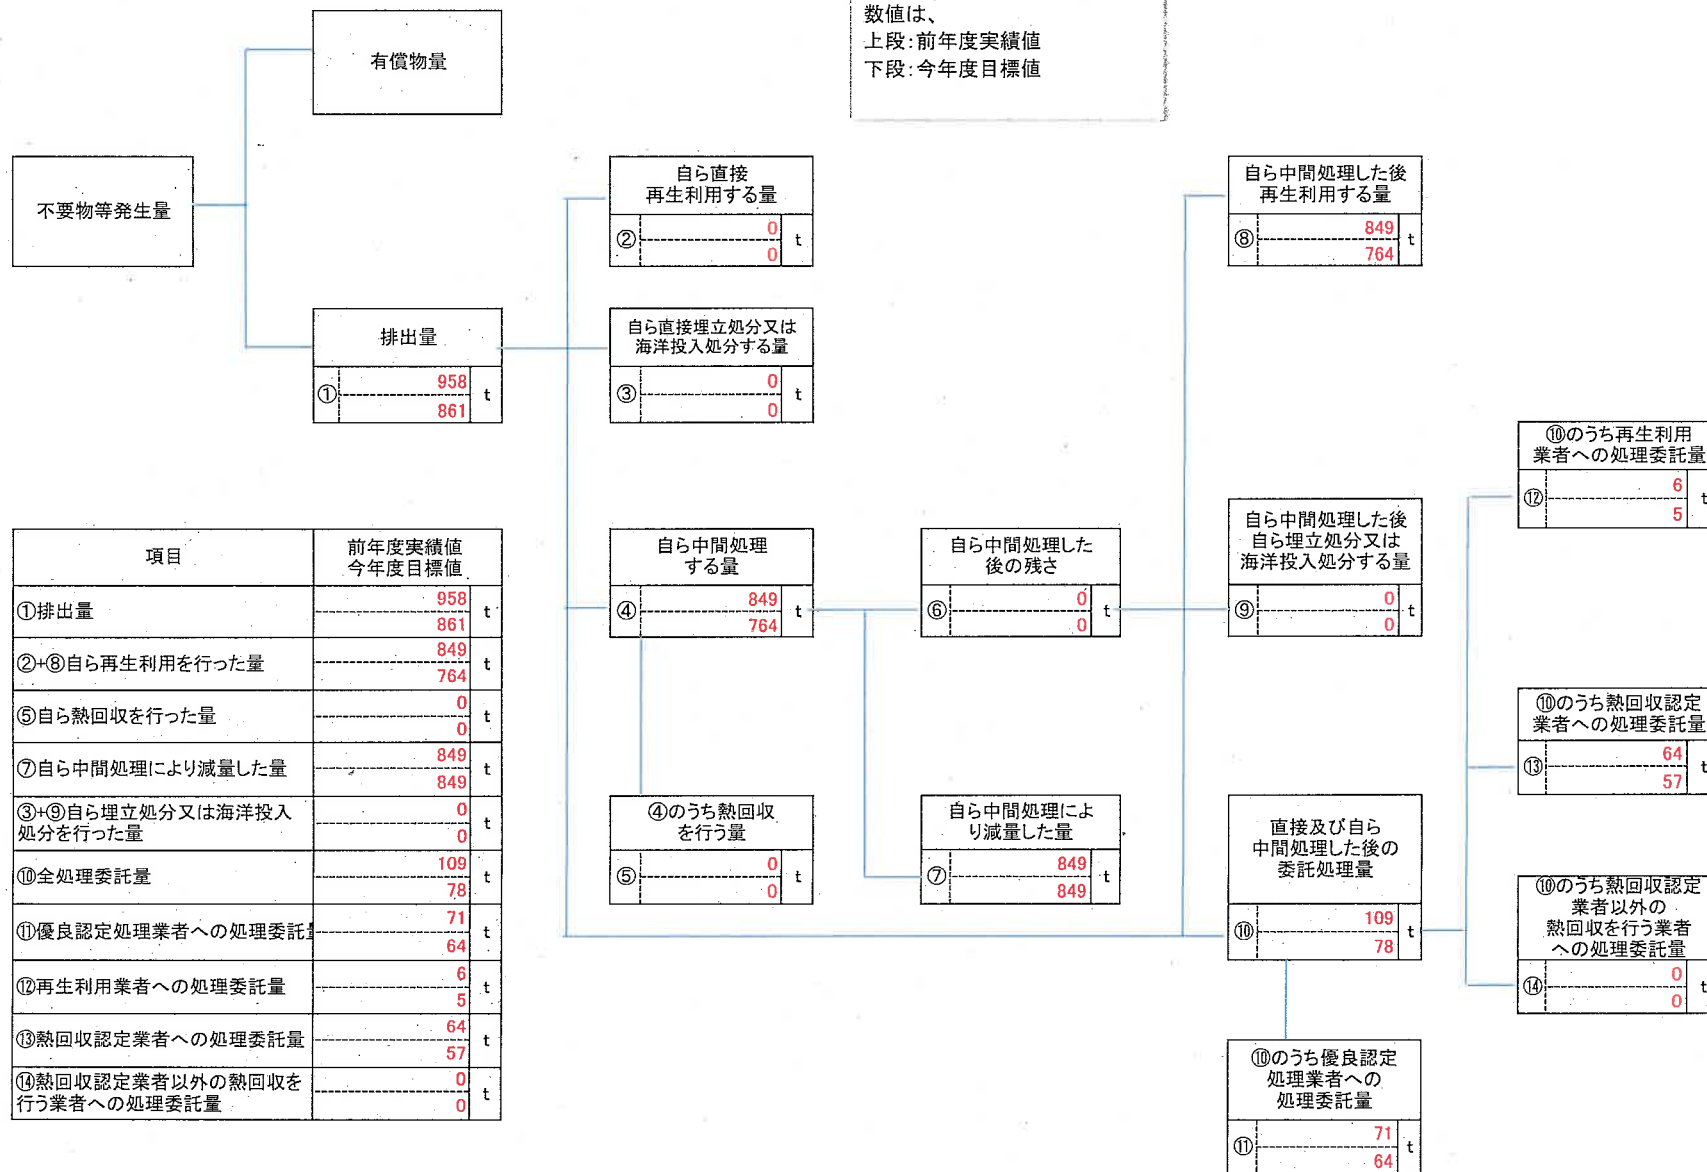 数値は、
上段：前年度実績値
下段：今年度目標値
有償物量
不要物等発生量
排出量
① 958 t
861
自ら直接
再生利用する量
② 0 t
0
自ら直接埋立処分又は
海洋投入処分する量
③ 0 t
0
自ら中間処理
する量
④ 849 t
764
④のうち熱回収
を行う量
⑤ 0 t
0
自ら中間処理した
後の残さ
⑥ 0 t
0
自ら中間処理によ
り減量した量
⑦ 849 t
849
自ら中間処理した後
再生利用する量
⑧ 849 t
764
自ら中間処理した後
自ら埋立処分又は
海洋投入処分する量
⑨ 0 t
0
直接及び自ら
中間処理した後の
委託処理量
⑩ 109 t
78
⑩のうち優良認定
処理業者への
処理委託量
⑪ 71 t
64
⑩のうち再生利用
業者への処理委託量
⑫ 6 t
5
⑩のうち熱回収認定
業者への処理委託量
⑬ 64 t
57
⑩のうち熱回収認定
業者以外の
熱回収を行う業者
への処理委託量
⑭ 0 t
0
項目 前年度実績値
今年度目標値
①排出量 958 t
861
②+⑧自ら再生利用を行った量 849 t
764
⑤自ら熱回収を行った量 0 t
0
⑦自ら中間処理により減量した量 849 t
849
③+⑨自ら埋立処分又は海洋投入
処分を行った量 0 t
0
⑩全処理委託量 109 t
78
⑪優良認定処理業者への処理委託 71 t
64
⑫再生利用業者への処理委託量 6 t
5
⑬熱回収認定業者への処理委託量 64 t
57
⑭熱回収認定業者以外の熱回収を
行う業者への処理委託量 0 t
0